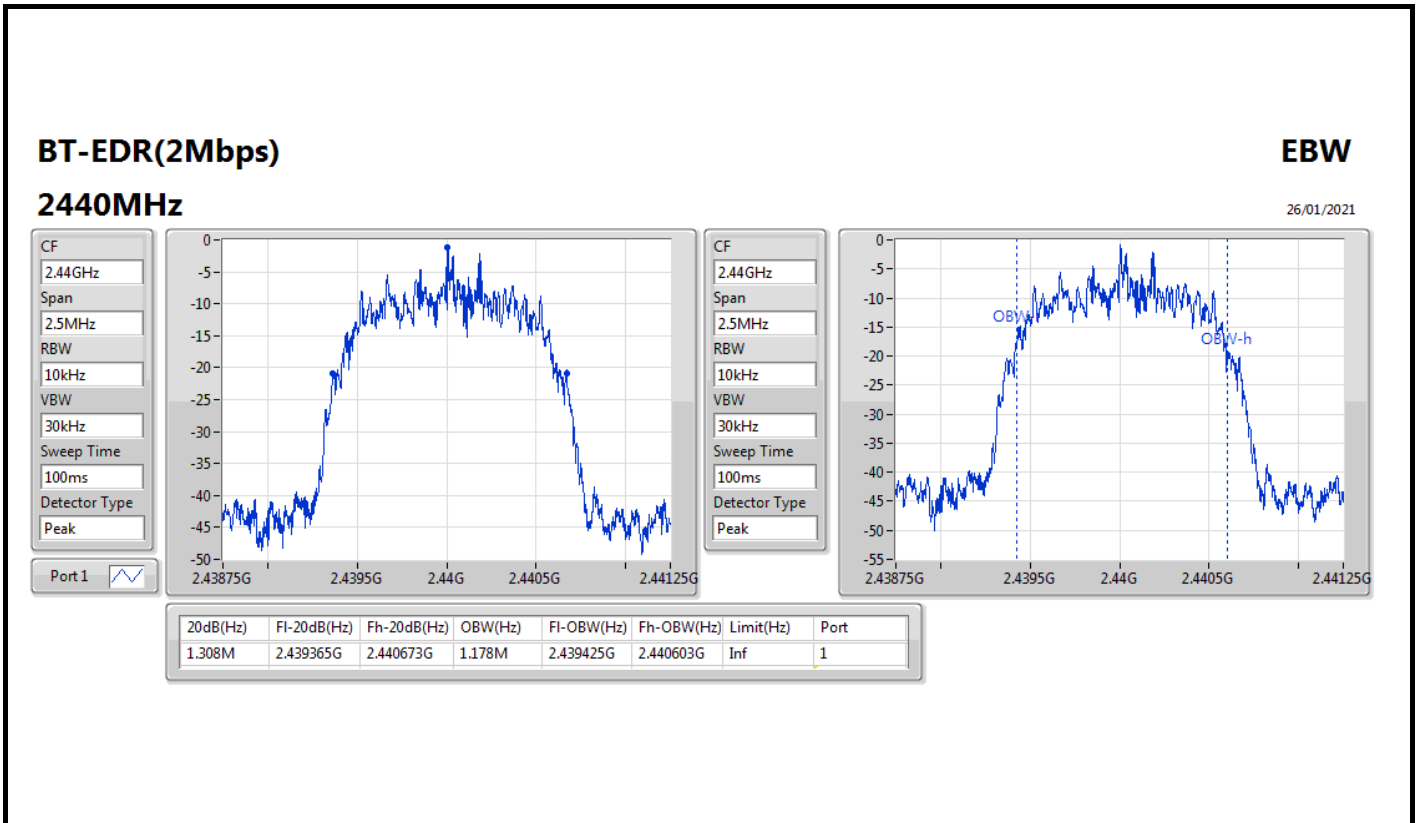 BT-EDR(2Mbps)
EBW
2440MHz
26/01/2021
CF
2.44GHz
Span
2.5MHz
RBW
10kHz
VBW
30kHz
Sweep Time
100ms
Detector Type
Peak
Port 1
0
-5
-10
-15
-20
-25
-30
-35
-40
-45
-50
2.43875G 2.4395G 2.44G 2.4405G 2.44125G
CF
2.44GHz
Span
2.5MHz
RBW
10kHz
VBW
30kHz
Sweep Time
100ms
Detector Type
Peak
0
-5
-10
-15
-20
-25
-30
-35
-40
-45
-50
-55
OBW-
OBW-h
2.43875G 2.4395G 2.44G 2.4405G 2.44125G
20dB(Hz) Fl-20dB(Hz) Fh-20dB(Hz) OBW(Hz) Fl-OBW(Hz) Fh-OBW(Hz) Limit(Hz) Port
1.308M 2.439365G 2.440673G 1.178M 2.439425G 2.440603G Inf 1